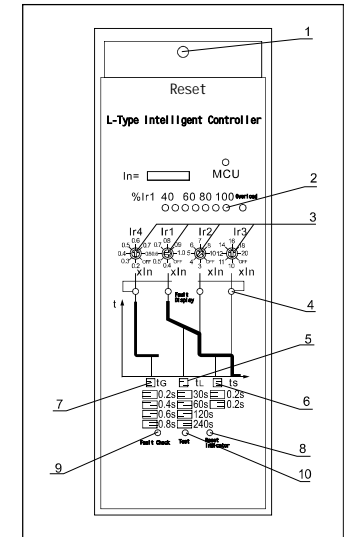 1
Reset
L-Type Intelligent Controller
In= MCU
%Ir1 40 60 80 100 Overload
2
Ir4 Ir1 Ir2 Ir3
3
xIn xIn xIn xIn
Fault
Display
4
t
5
tG tL ts
7
6
0.2s 30s 0.2s
0.4s 60s 0.2s
0.6s 120s
0.8s 240s
8
9
Fault Check Test Reset
Indicator
10